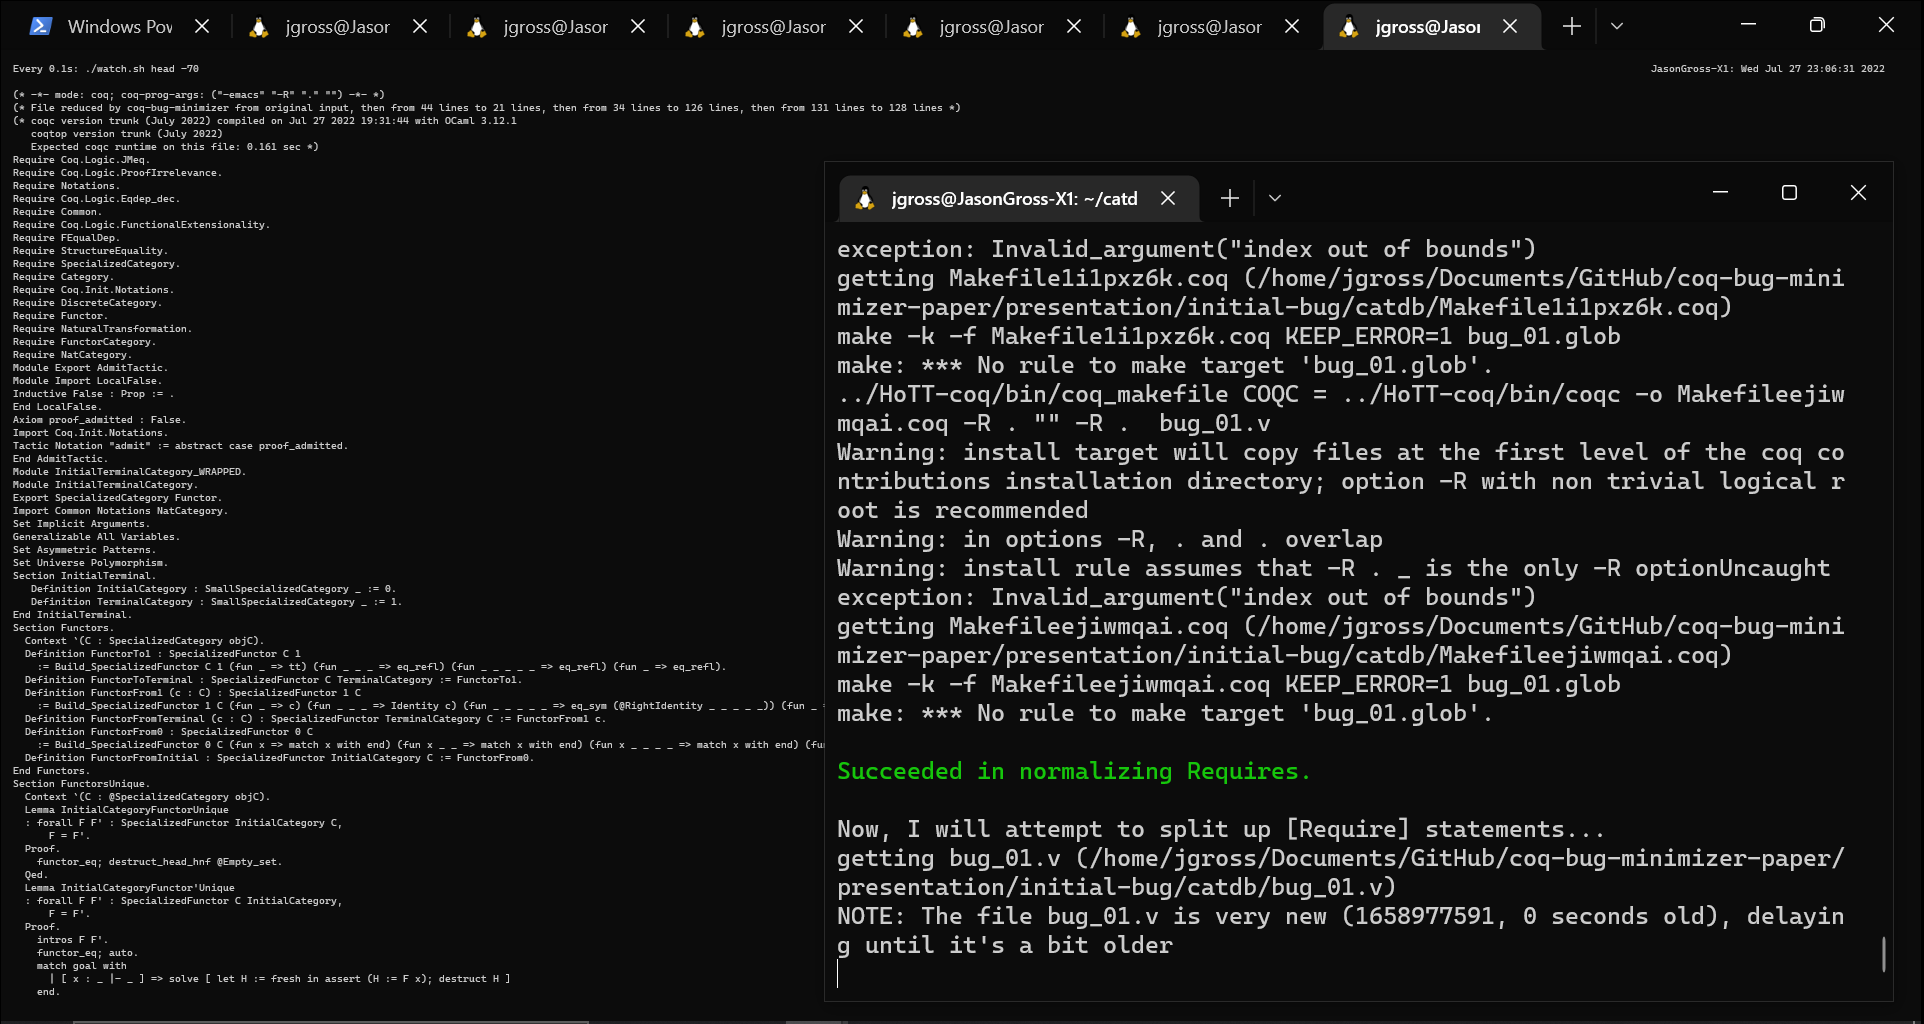 Windows Pov
jgross@Jasor
jgross@Jasor
jgross@Jasor
jgross@Jasor
jgross@Jasor
jgross@Jasor
Every 0.1s: ./watch.sh head -70
JasonGross-X1: Wed Jul 27 23:06:31 2022
(* -*- mode: coq; coq-prog-args: ("-emacs" "-R" "." "") -*- *)
(* File reduced by coq-bug-minimizer from original input, then from 44 lines to 21 lines, then from 34 lines to 126 lines, then from 131 lines to 128 lines *)
(* coqc version trunk (July 2022) compiled on Jul 27 2022 19:31:44 with OCaml 3.12.1
   coqtop version trunk (July 2022)
   Expected coqc runtime on this file: 0.161 sec *)
Require Coq.Logic.JMeq.
Require Coq.Logic.ProofIrrelevance.
Require Notations.
Require Coq.Logic.Eqdep_dec.
Require Common.
Require Coq.Logic.FunctionalExtensionality.
Require FEqualDep.
Require StructureEquality.
Require SpecializedCategory.
Require Category.
Require Coq.Init.Notations.
Require DiscreteCategory.
Require Functor.
Require NaturalTransformation.
Require FunctorCategory.
Require NatCategory.
Module Export AdmitTactic.
Module Import LocalFalse.
Inductive False : Prop := .
End LocalFalse.
Axiom proof_admitted : False.
Import Coq.Init.Notations.
Tactic Notation "admit" := abstract case proof_admitted.
End AdmitTactic.
Module InitialTerminalCategory_WRAPPED.
Module InitialTerminalCategory.
Export SpecializedCategory Functor.
Import Common Notations NatCategory.
Set Implicit Arguments.
Generalizable All Variables.
Set Asymmetric Patterns.
Set Universe Polymorphism.
Section InitialTerminal.
   Definition InitialCategory : SmallSpecializedCategory _ := 0.
   Definition TerminalCategory : SmallSpecializedCategory _ := 1.
End InitialTerminal.
Section Functors.
  Context `(C : SpecializedCategory objC).
  Definition FunctorTo1 : SpecializedFunctor C 1
    := Build_SpecializedFunctor C 1 (fun _ => tt) (fun _ _ _ => eq_refl) (fun _ _ _ _ _ => eq_refl) (fun _ => eq_refl).
  Definition FunctorToTerminal : SpecializedFunctor C TerminalCategory := FunctorTo1.
  Definition FunctorFrom1 (c : C) : SpecializedFunctor 1 C
    := Build_SpecializedFunctor 1 C (fun _ => c) (fun _ _ _ => Identity c) (fun _ _ _ _ _ => eq_sym (@RightIdentity _ _ _ _ _)) (fun _ =
  Definition FunctorFromTerminal (c : C) : SpecializedFunctor TerminalCategory C := FunctorFrom1 c.
  Definition FunctorFrom0 : SpecializedFunctor 0 C
    := Build_SpecializedFunctor 0 C (fun x => match x with end) (fun x _ _ => match x with end) (fun x _ _ _ _ => match x with end) (fu
  Definition FunctorFromInitial : SpecializedFunctor InitialCategory C := FunctorFrom0.
End Functors.
Section FunctorsUnique.
  Context `(C : @SpecializedCategory objC).
  Lemma InitialCategoryFunctorUnique
  : forall F F' : SpecializedFunctor InitialCategory C,
      F = F'.
  Proof.
    functor_eq; destruct_head_hnf @Empty_set.
  Qed.
  Lemma InitialCategoryFunctor'Unique
  : forall F F' : SpecializedFunctor C InitialCategory,
      F = F'.
  Proof.
    intros F F'.
    functor_eq; auto.
    match goal with
      | [ x : _ |- _ ] => solve [ let H := fresh in assert (H := F x); destruct H ]
    end.
jgross@JasonGross-X1: ~/catd
exception: Invalid_argument("index out of bounds")
getting Makefile1i1pxz6k.coq (/home/jgross/Documents/GitHub/coq-bug-mini
mizer-paper/presentation/initial-bug/catdb/Makefile1i1pxz6k.coq)
make -k -f Makefile1i1pxz6k.coq KEEP_ERROR=1 bug_01.glob
make: *** No rule to make target 'bug_01.glob'.
../HoTT-coq/bin/coq_makefile COQC = ../HoTT-coq/bin/coqc -o Makefileejiw
mqai.coq -R . "" -R .  bug_01.v
Warning: install target will copy files at the first level of the coq co
ntributions installation directory; option -R with non trivial logical r
oot is recommended
Warning: in options -R, . and . overlap
Warning: install rule assumes that -R . _ is the only -R optionUncaught
exception: Invalid_argument("index out of bounds")
getting Makefileejiwmqai.coq (/home/jgross/Documents/GitHub/coq-bug-mini
mizer-paper/presentation/initial-bug/catdb/Makefileejiwmqai.coq)
make -k -f Makefileejiwmqai.coq KEEP_ERROR=1 bug_01.glob
make: *** No rule to make target 'bug_01.glob'.
Succeeded in normalizing Requires.
Now, I will attempt to split up [Require] statements...
getting bug_01.v (/home/jgross/Documents/GitHub/coq-bug-minimizer-paper/
presentation/initial-bug/catdb/bug_01.v)
NOTE: The file bug_01.v is very new (1658977591, 0 seconds old), delayin
g until it's a bit older